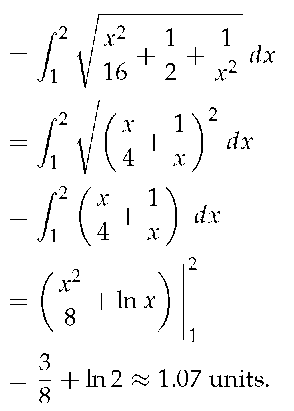 = ∫₁² √(x²/16 + 1/2 + 1/x²) dx
= ∫₁² √((x/4 + 1/x)²) dx
= ∫₁² (x/4 + 1/x) dx
= (x²/8 + ln x) |₁²
= 3/8 + ln 2 ≈ 1.07 units.